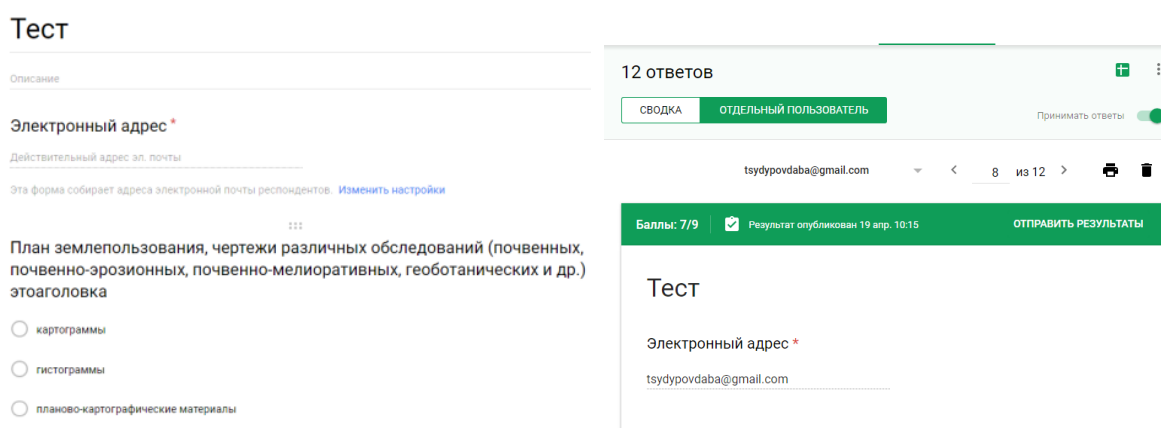 Тест
Описание
Электронный адрес *
Действительный адрес эл. почты
Эта форма собирает адреса электронной почты респондентов. Изменить настройки
План землепользования, чертежи различных обследований (почвенных,
почвенно-эрозионных, почвенно-мелиоративных, геоботанических и др.)
этоаголовка
картограммы
гистограммы
планово-картографические материалы
12 ответов
СВОДКА ОТДЕЛЬНЫЙ ПОЛЬЗОВАТЕЛЬ
Принимать ответы
tsydypovdaba@gmail.com 8 из 12
Баллы: 7/9 Результат опубликован 19 апр. 10:15 ОТПРАВИТЬ РЕЗУЛЬТАТЫ
Тест
Электронный адрес *
tsydypovdaba@gmail.com